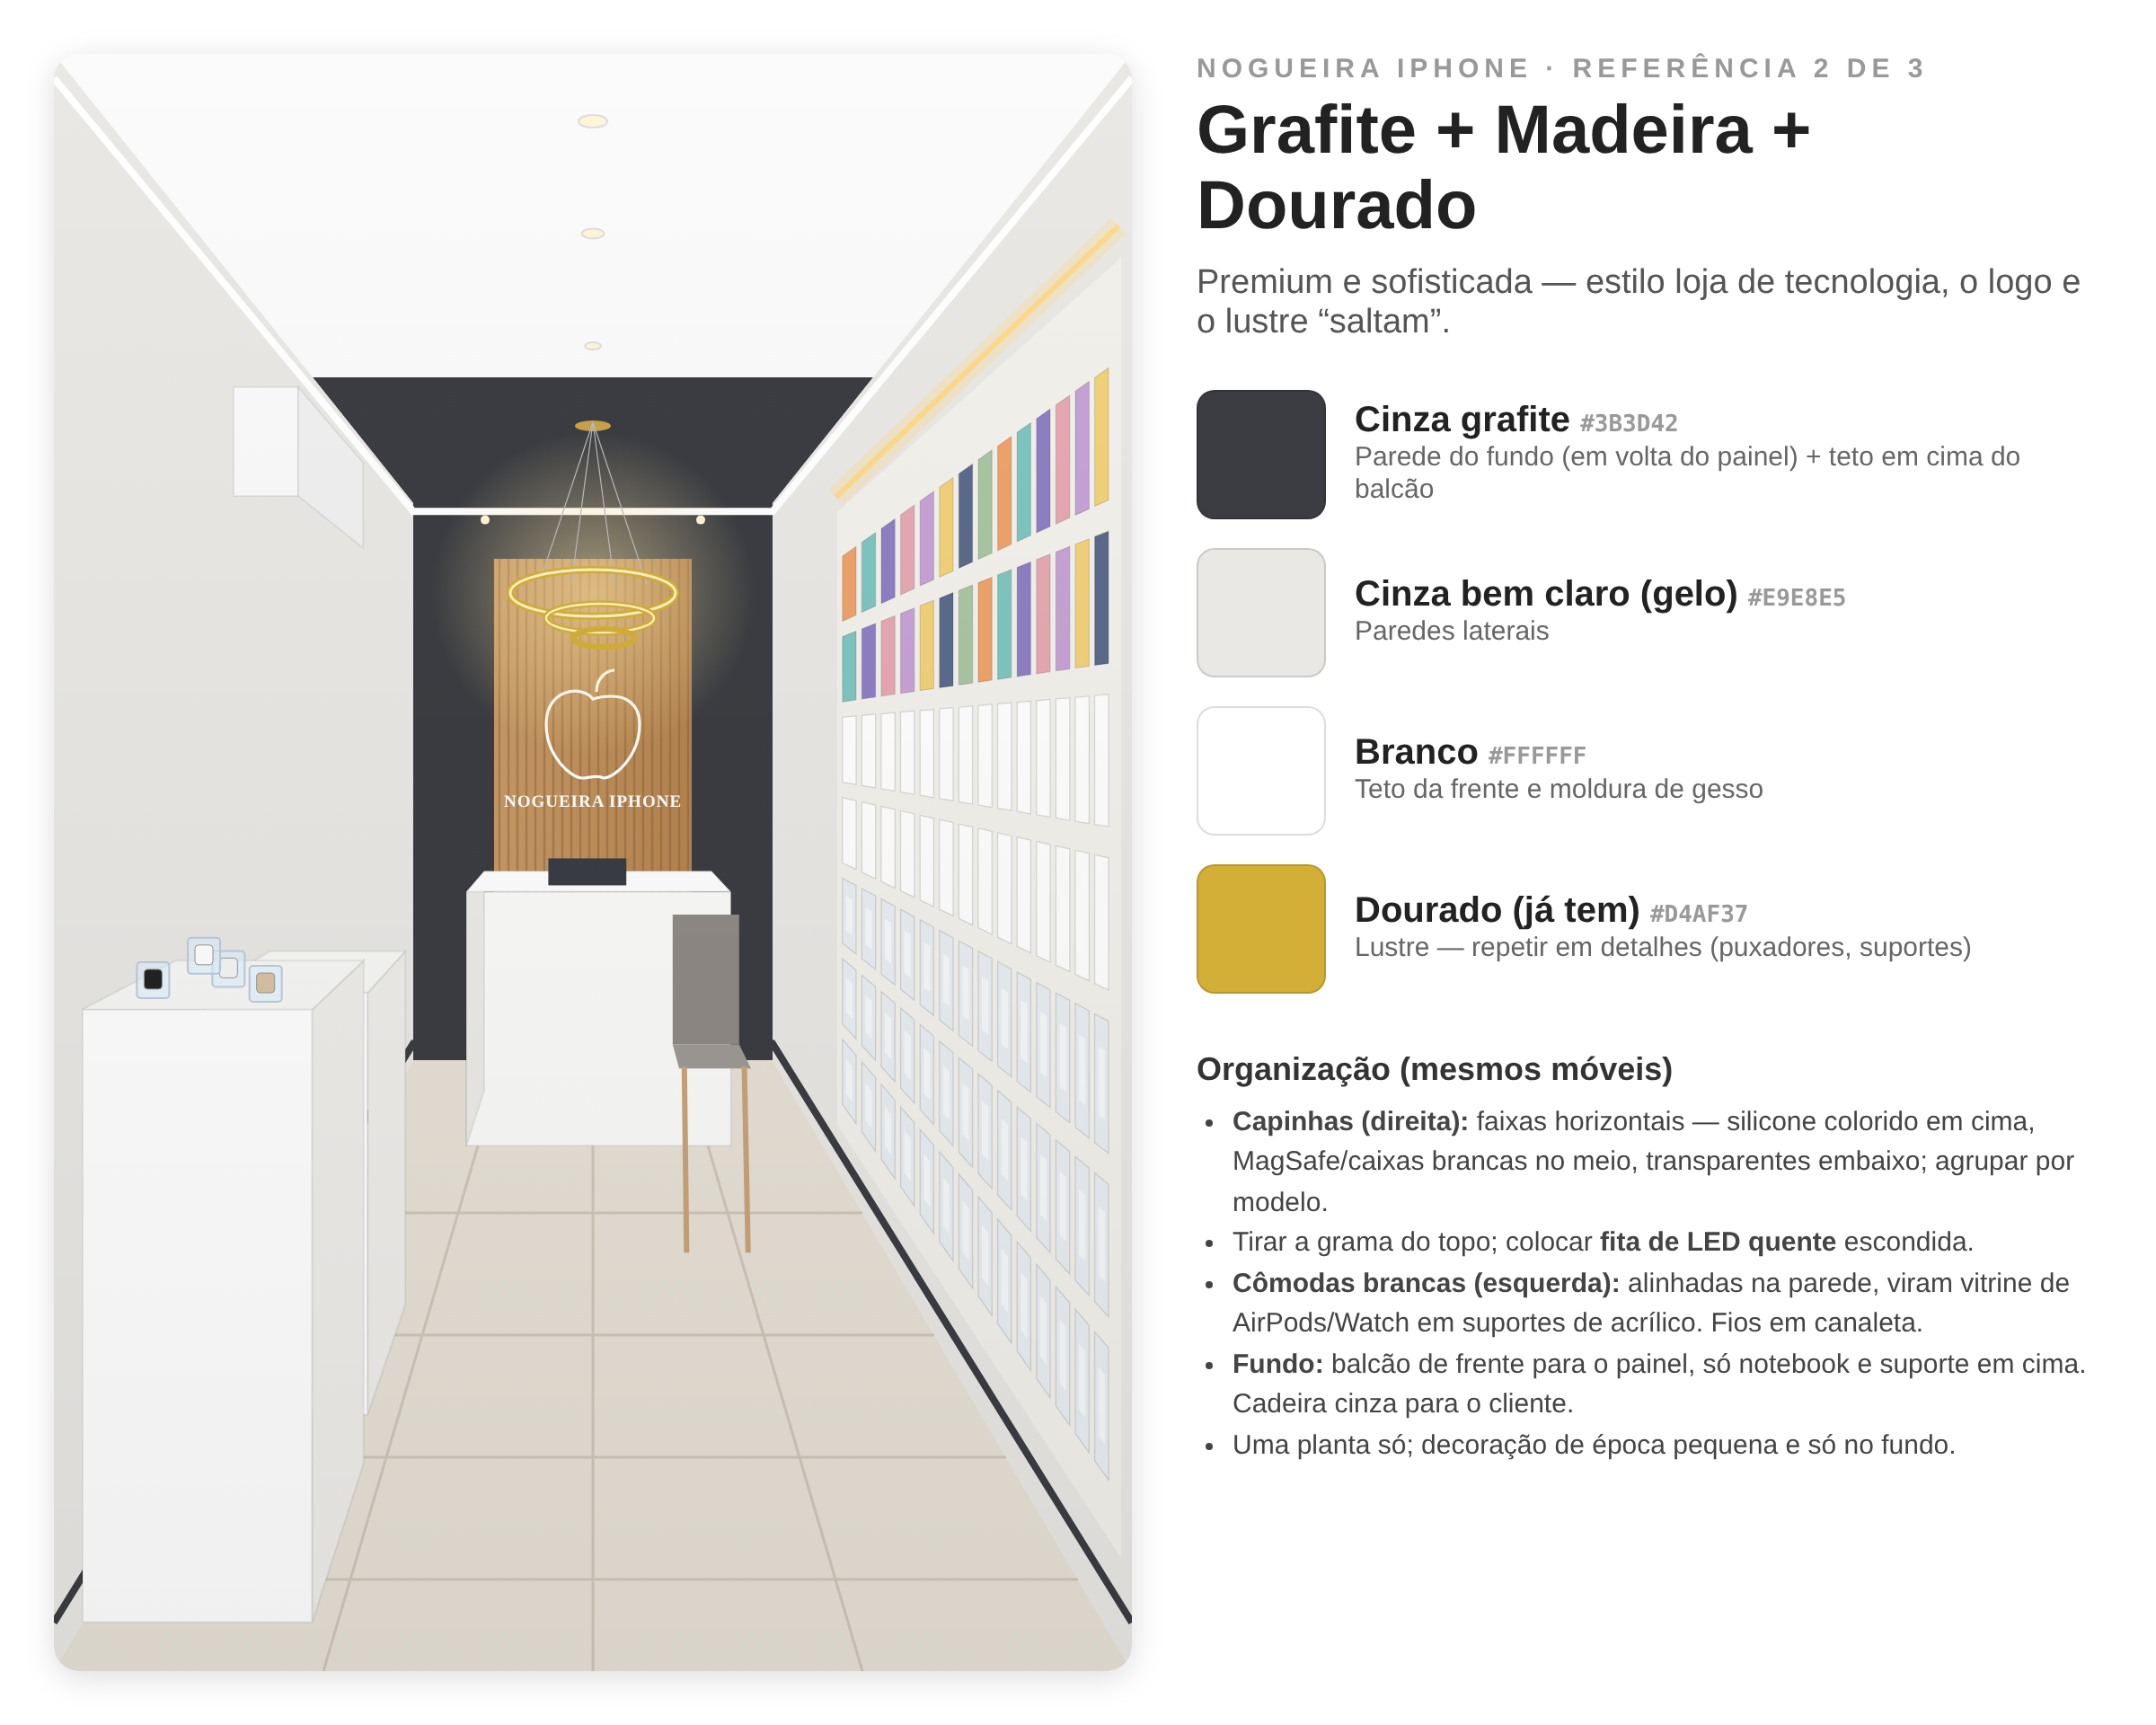 NOGUEIRA IPHONE · REFERÊNCIA 2 DE 3
Grafite + Madeira +
Dourado
Premium e sofisticada — estilo loja de tecnologia, o logo e
o lustre “saltam”.
Cinza grafite #3B3D42
Parede do fundo (em volta do painel) + teto em cima do
balcão
Cinza bem claro (gelo) #E9E8E5
Paredes laterais
Branco #FFFFFF
Teto da frente e moldura de gesso
Dourado (já tem) #D4AF37
Lustre — repetir em detalhes (puxadores, suportes)
Organização (mesmos móveis)
• Capinhas (direita): faixas horizontais — silicone colorido em cima,
MagSafe/caixas brancas no meio, transparentes embaixo; agrupar por
modelo.
• Tirar a grama do topo; colocar fita de LED quente escondida.
• Cômodas brancas (esquerda): alinhadas na parede, viram vitrine de
AirPods/Watch em suportes de acrílico. Fios em canaleta.
• Fundo: balcão de frente para o painel, só notebook e suporte em cima.
Cadeira cinza para o cliente.
• Uma planta só; decoração de época pequena e só no fundo.
NOGUEIRA IPHONE